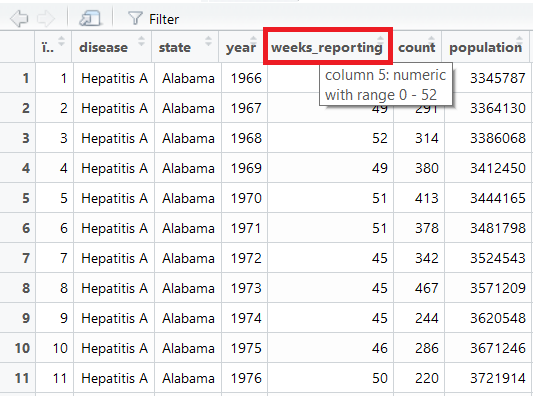 Filter
ï.. disease state year weeks_reporting count population
1 1 Hepatitis A Alabama 1966 3345787
column 5: numeric
with range 0 - 52
2 2 Hepatitis A Alabama 1967 49 291 3364130
3 3 Hepatitis A Alabama 1968 52 314 3386068
4 4 Hepatitis A Alabama 1969 49 380 3412450
5 5 Hepatitis A Alabama 1970 51 413 3444165
6 6 Hepatitis A Alabama 1971 51 378 3481798
7 7 Hepatitis A Alabama 1972 45 342 3524543
8 8 Hepatitis A Alabama 1973 45 467 3571209
9 9 Hepatitis A Alabama 1974 45 244 3620548
10 10 Hepatitis A Alabama 1975 46 286 3671246
11 11 Hepatitis A Alabama 1976 50 220 3721914